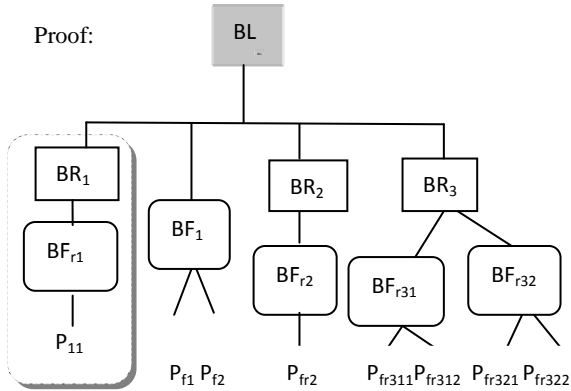 Proof:
BL
BR1
BF1
BR2
BR3
BFr1
BFr2
BFr31
BFr32
P11
Pf1 Pf2
Pfr2
Pfr311Pfr312
Pfr321 Pfr322